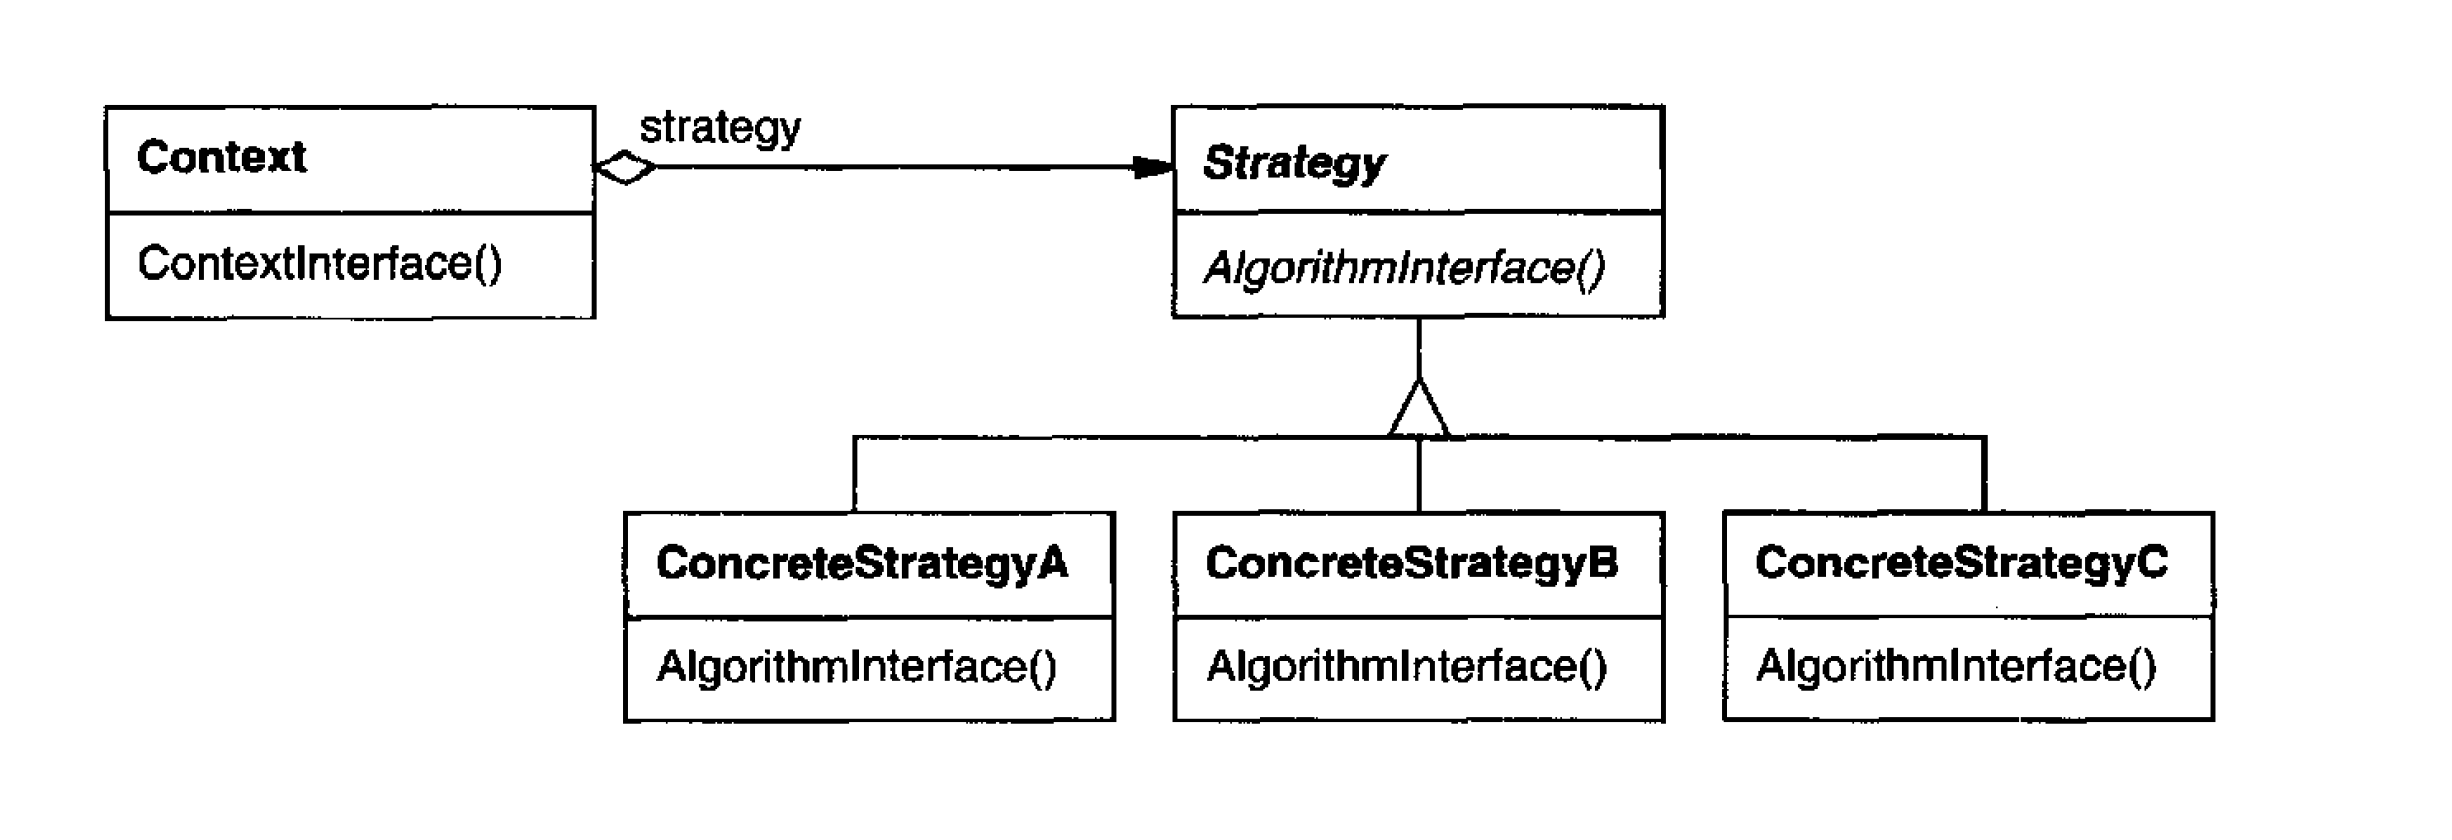 strategy
Context
Strategy
ContextInterface()
AlgorithmInterface()
ConcreteStrategyA
ConcreteStrategyB
ConcreteStrategyC
AlgorithmInterface()
AlgorithmInterface()
AlgorithmInterface()